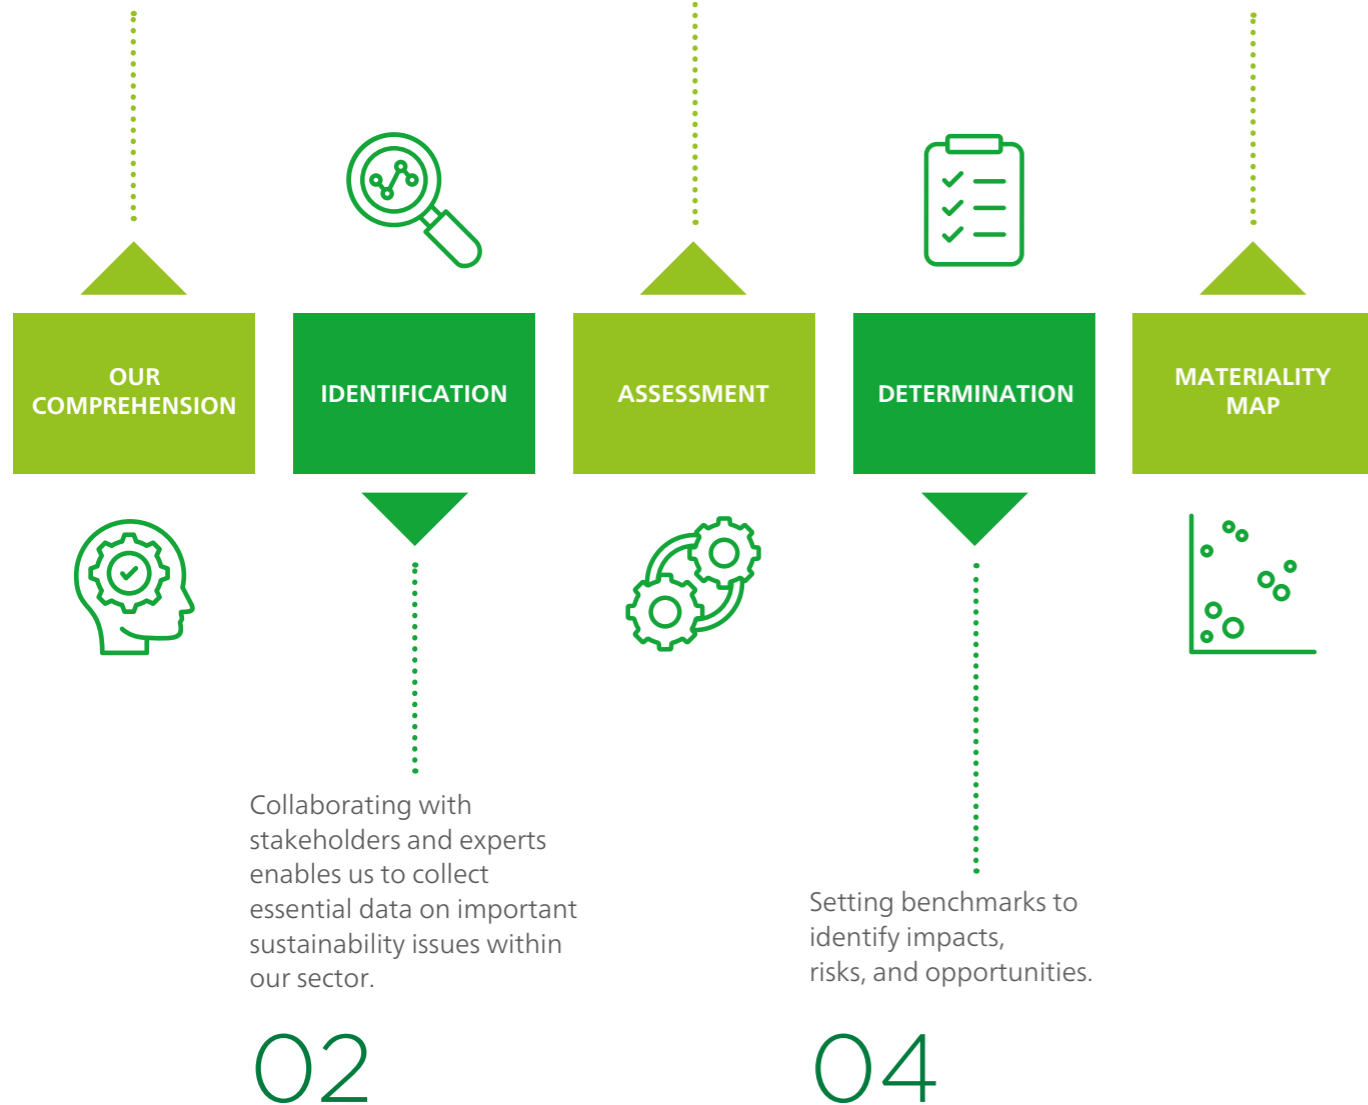 OUR
COMPREHENSION
IDENTIFICATION
ASSESSMENT
DETERMINATION
MATERIALITY
MAP
Collaborating with
stakeholders and experts
enables us to collect
essential data on important
sustainability issues within
our sector.
02
Setting benchmarks to
identify impacts,
risks, and opportunities.
04